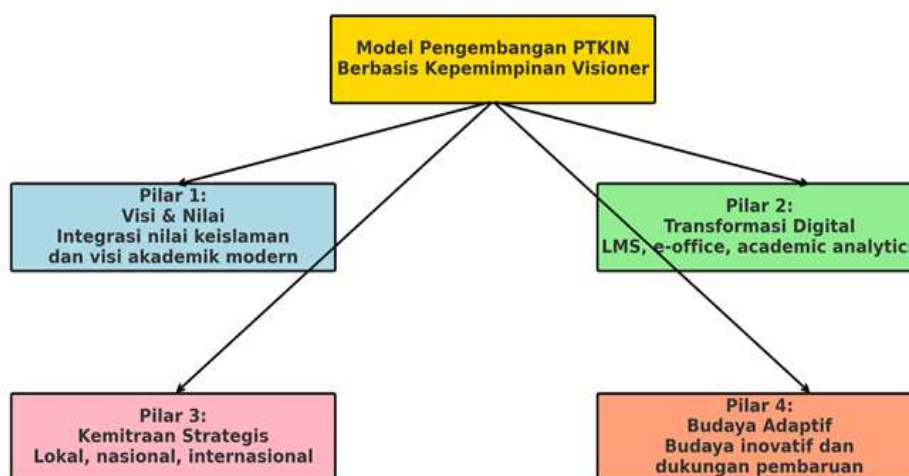 Model Pengembangan PTKIN
Berbasis Kepemimpinan Visioner
Pilar 1:
Visi & Nilai
Integrasi nilai keislaman
dan visi akademik modern
Pilar 2:
Transformasi Digital
LMS, e-office, academic analytics
Pilar 3:
Kemitraan Strategis
Lokal, nasional, internasional
Pilar 4:
Budaya Adaptif
Budaya inovatif dan
dukungan pembaruan